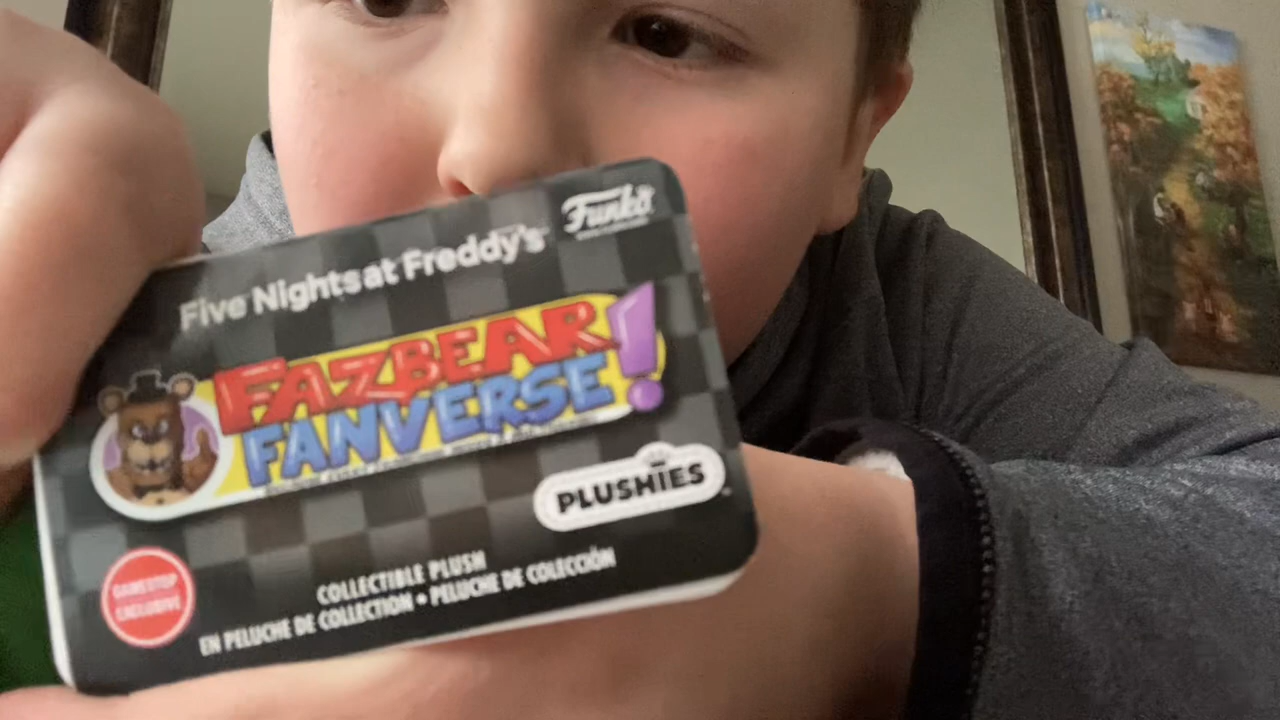 Funko
Five Nights at Freddy's
FAZBEAR
FANVERSE!
PLUSHIES
GAMESTOP
EXCLUSIVE
COLLECTIBLE PLUSH
EN PELUCHE DE COLLECTION • PELUCHE DE COLECCIÓN